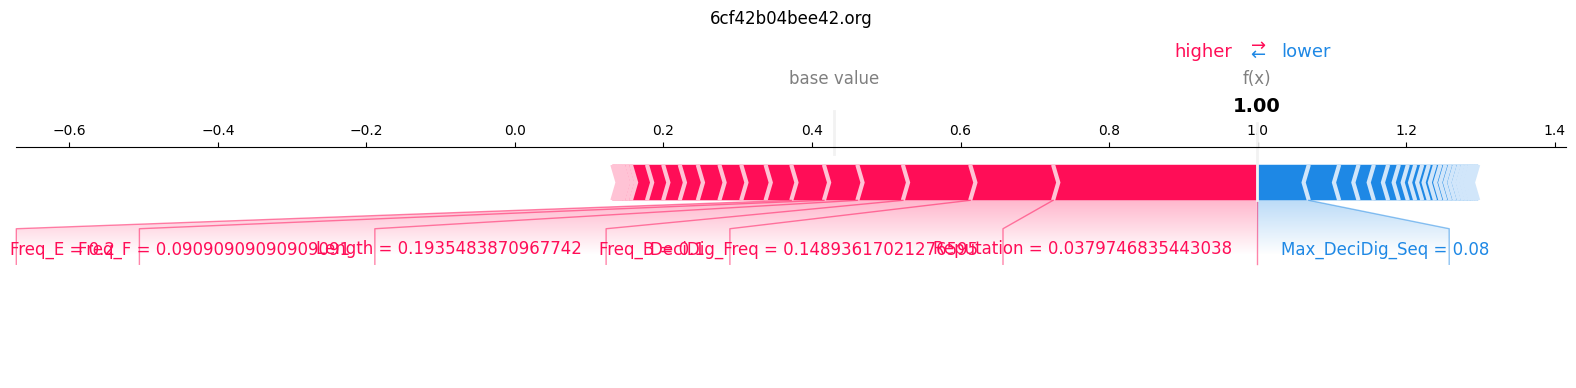 6cf42b04bee42.org
higher ⇄ lower
base value f(x)
1.00
−0.6 −0.4 −0.2 0.0 0.2 0.4 0.6 0.8 1.0 1.2 1.4
Freq_E = 0.2 Freq_F = 0.09090909090909091 Length = 0.1935483870967742 Freq_B = 0.1 DeciDig_Freq = 0.14893617021276595 Reputation = 0.0379746835443038 Max_DeciDig_Seq = 0.08